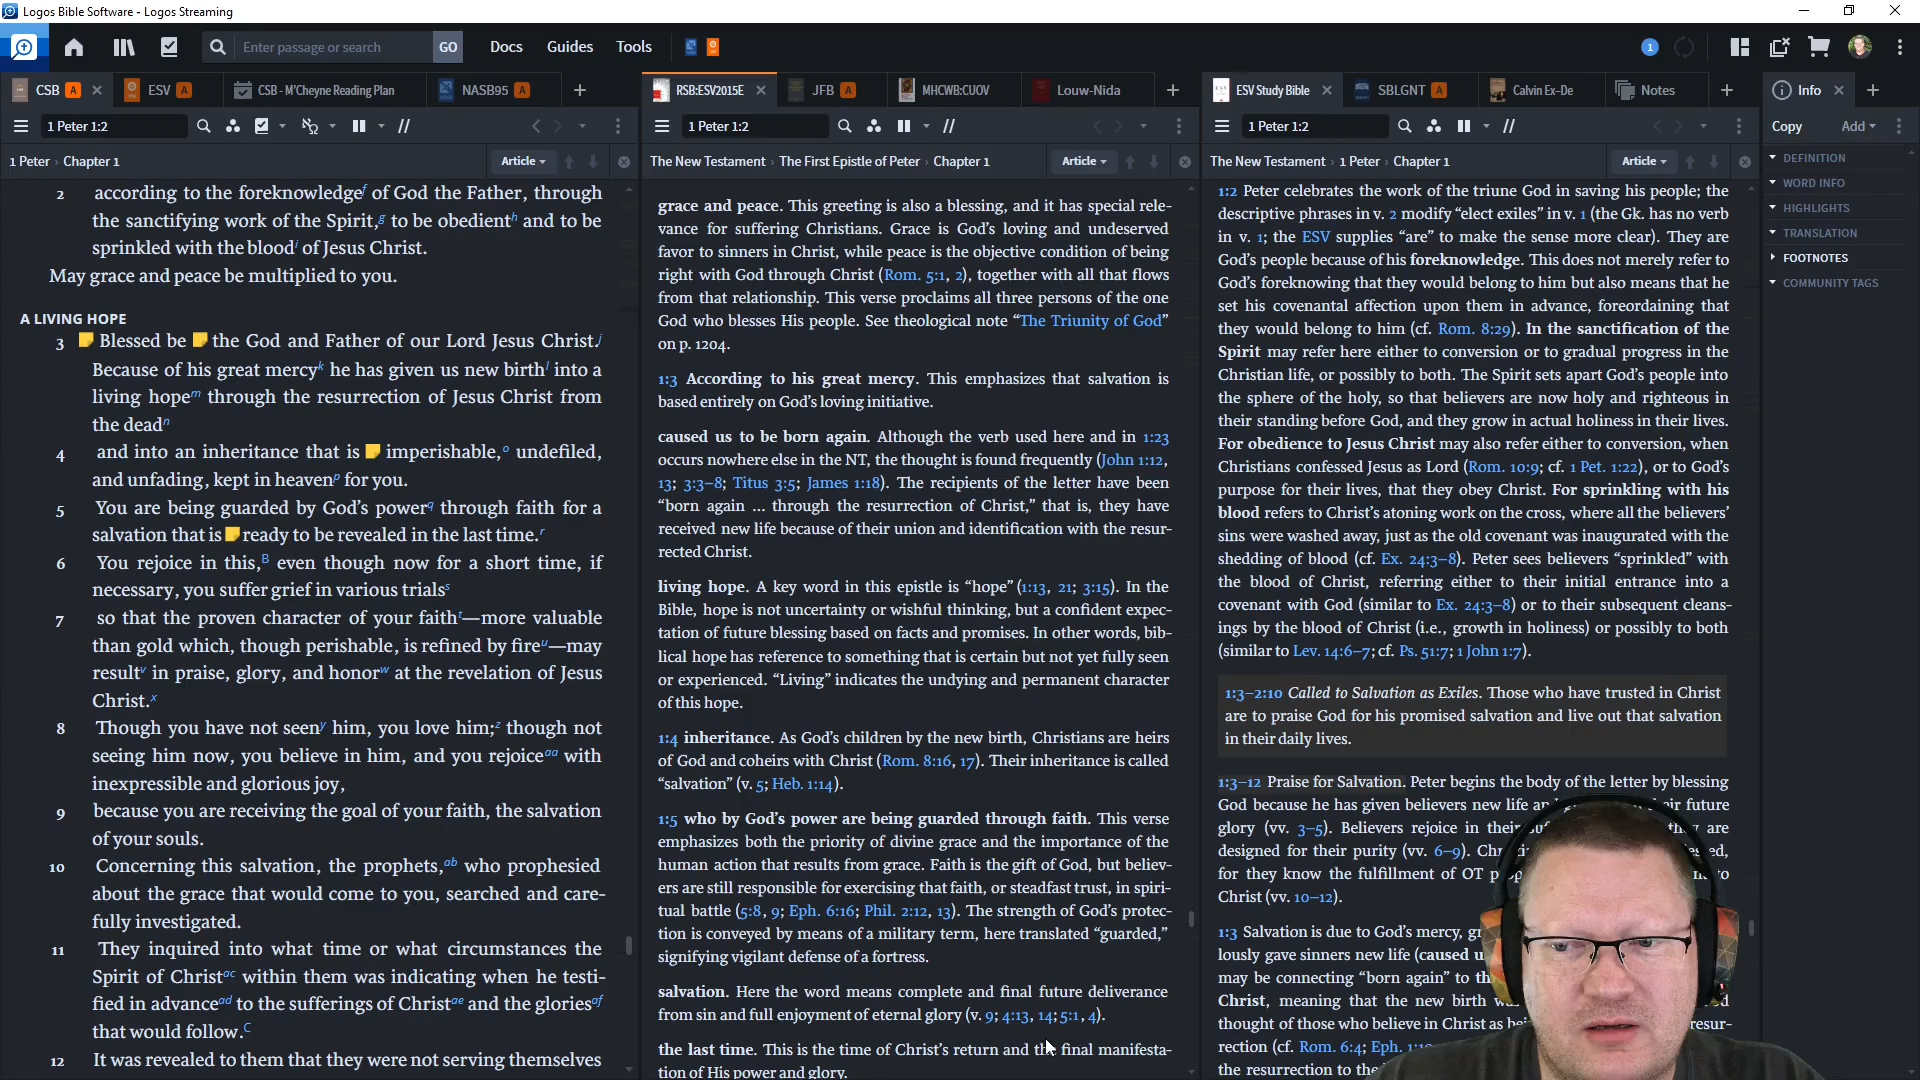 Logos Bible Software - Logos Streaming
Enter passage or search
GO
Docs
Guides
Tools
1
CSB A
ESV A
CSB - M'Cheyne Reading Plan
NASB95 A
RSB:ESV2015E
JFB A
MHCWB:CUOV
Louw-Nida
ESV Study Bible
SBLGNT A
Calvin Ex-De
Notes
Info
1 Peter 1:2
1 Peter 1:2
1 Peter 1:2
Copy
Add
1 Peter › Chapter 1
Article
The New Testament › The First Epistle of Peter › Chapter 1
Article
The New Testament › 1 Peter › Chapter 1
Article
2 according to the foreknowledgef of God the Father, through
the sanctifying work of the Spirit,g to be obedienth and to be
sprinkled with the bloodi of Jesus Christ.
May grace and peace be multiplied to you.
A LIVING HOPE
3 Blessed be the God and Father of our Lord Jesus Christ.j
Because of his great mercyk he has given us new birthl into a
living hopem through the resurrection of Jesus Christ from
the deadn
4 and into an inheritance that is imperishable,o undefiled,
and unfading, kept in heavenp for you.
5 You are being guarded by God’s powerq through faith for a
salvation that is ready to be revealed in the last time.r
6 You rejoice in this,B even though now for a short time, if
necessary, you suffer grief in various trialss
7 so that the proven character of your faitht—more valuable
than gold which, though perishable, is refined by fireu—may
resultv in praise, glory, and honorw at the revelation of Jesus
Christ.x
8 Though you have not seeny him, you love him;z though not
seeing him now, you believe in him, and you rejoiceaa with
inexpressible and glorious joy,
9 because you are receiving the goal of your faith, the salvation
of your souls.
10 Concerning this salvation, the prophets,ab who prophesied
about the grace that would come to you, searched and care-
fully investigated.
11 They inquired into what time or what circumstances the
Spirit of Christac within them was indicating when he testi-
fied in advancead to the sufferings of Christae and the gloriesaf
that would follow.C
12 It was revealed to them that they were not serving themselves
grace and peace. This greeting is also a blessing, and it has special rele-
vance for suffering Christians. Grace is God’s loving and undeserved
favor to sinners in Christ, while peace is the objective condition of being
right with God through Christ (Rom. 5:1, 2), together with all that flows
from that relationship. This verse proclaims all three persons of the one
God who blesses His people. See theological note “The Triunity of God”
on p. 1204.
1:3 According to his great mercy. This emphasizes that salvation is
based entirely on God’s loving initiative.
caused us to be born again. Although the verb used here and in 1:23
occurs nowhere else in the NT, the thought is found frequently (John 1:12,
13; 3:3–8; Titus 3:5; James 1:18). The recipients of the letter have been
“born again ... through the resurrection of Christ,” that is, they have
received new life because of their union and identification with the resur-
rected Christ.
living hope. A key word in this epistle is “hope” (1:13, 21; 3:15). In the
Bible, hope is not uncertainty or wishful thinking, but a confident expec-
tation of future blessing based on facts and promises. In other words, bib-
lical hope has reference to something that is certain but not yet fully seen
or experienced. “Living” indicates the undying and permanent character
of this hope.
1:4 inheritance. As God’s children by the new birth, Christians are heirs
of God and coheirs with Christ (Rom. 8:16, 17). Their inheritance is called
“salvation” (v. 5; Heb. 1:14).
1:5 who by God’s power are being guarded through faith. This verse
emphasizes both the priority of divine grace and the importance of the
human action that results from grace. Faith is the gift of God, but believ-
ers are still responsible for exercising that faith, or steadfast trust, in spiri-
tual battle (5:8, 9; Eph. 6:16; Phil. 2:12, 13). The strength of God’s protec-
tion is conveyed by means of a military term, here translated “guarded,”
signifying vigilant defense of a fortress.
salvation. Here the word means complete and final future deliverance
from sin and full enjoyment of eternal glory (v. 9; 4:13, 14; 5:1, 4).
the last time. This is the time of Christ’s return and the final manifesta-
tion of His power and glory.
1:2 Peter celebrates the work of the triune God in saving his people; the
descriptive phrases in v. 2 modify “elect exiles” in v. 1 (the Gk. has no verb
in v. 1; the ESV supplies “are” to make the sense more clear). They are
God’s people because of his foreknowledge. This does not merely refer to
God’s foreknowing that they would belong to him but also means that he
set his covenantal affection upon them in advance, foreordaining that
they would belong to him (cf. Rom. 8:29). In the sanctification of the
Spirit may refer here either to conversion or to gradual progress in the
Christian life, or possibly to both. The Spirit sets apart God’s people into
the sphere of the holy, so that believers are now holy and righteous in
their standing before God, and they grow in actual holiness in their lives.
For obedience to Jesus Christ may also refer either to conversion, when
Christians confessed Jesus as Lord (Rom. 10:9; cf. 1 Pet. 1:22), or to God’s
purpose for their lives, that they obey Christ. For sprinkling with his
blood refers to Christ’s atoning work on the cross, where all the believers’
sins were washed away, just as the old covenant was inaugurated with the
shedding of blood (cf. Ex. 24:3–8). Peter sees believers “sprinkled” with
the blood of Christ, referring either to their initial entrance into a
covenant with God (similar to Ex. 24:3–8) or to their subsequent cleans-
ings by the blood of Christ (i.e., growth in holiness) or possibly to both
(similar to Lev. 14:6–7; cf. Ps. 51:7; 1 John 1:7).
1:3–2:10 Called to Salvation as Exiles. Those who have trusted in Christ
are to praise God for his promised salvation and live out that salvation
in their daily lives.
1:3–12 Praise for Salvation. Peter begins the body of the letter by blessing
God because he has given believers new life their future
glory (vv. 3–5). Believers rejoice in their they are
designed for their purity (vv. 6–9).
for they know the fulfillment of OT to
Christ (vv. 10–12).
1:3 Salvation is due to God’s mercy,
lously gave sinners new life (caused
may be connecting “born again” to
Christ, meaning that the new birth
thought of those who believe in Christ as resur-
rection (cf. Rom. 6:4; Eph.
the resurrection to the
DEFINITION
WORD INFO
HIGHLIGHTS
TRANSLATION
FOOTNOTES
COMMUNITY TAGS